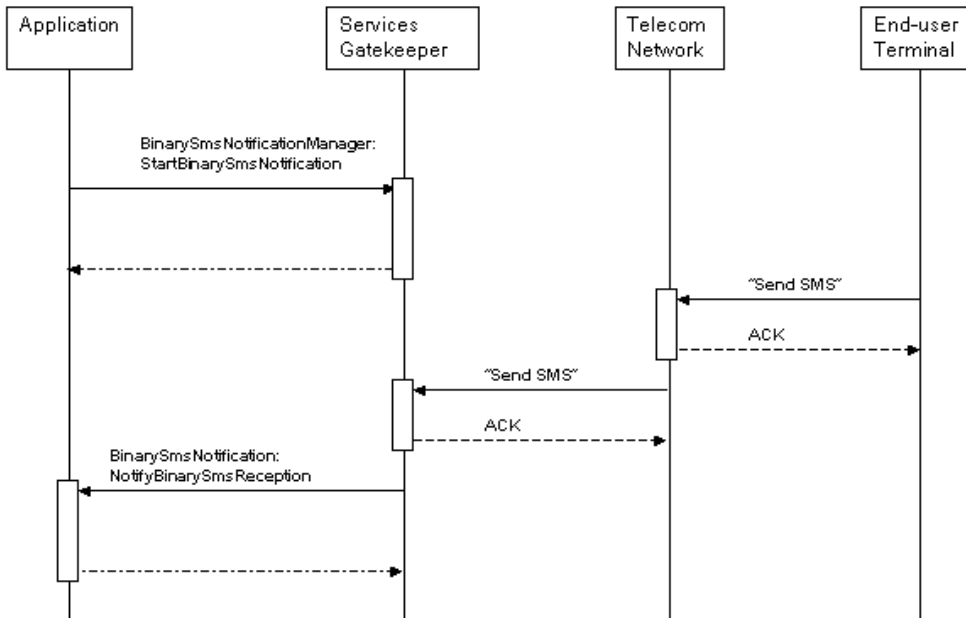 Application
Services
Gatekeeper
Telecom
Network
End-user
Terminal
BinarySmsNotificationManager:
StartBinarySmsNotification
"Send SMS"
ACK
"Send SMS"
ACK
BinarySmsNotification:
NotifyBinarySmsReception